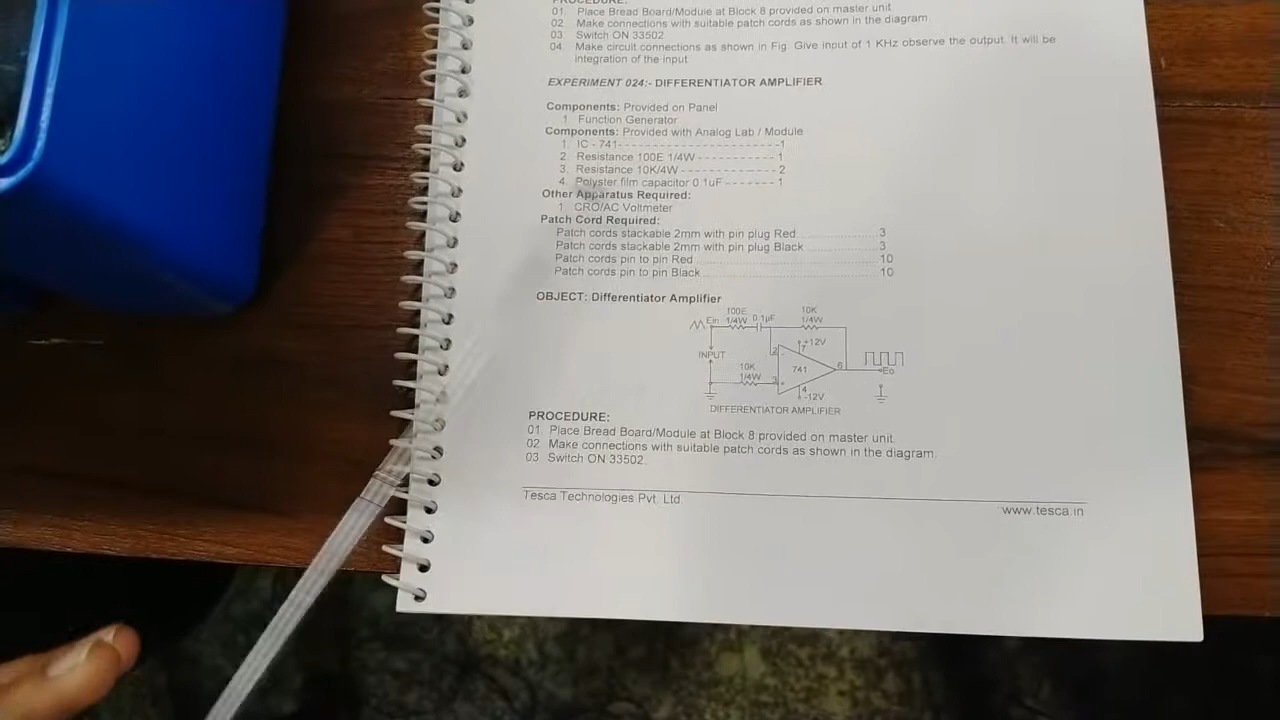 PROCEDURE:
01. Place Bread Board/Module at Block 8 provided on master unit
02. Make connections with suitable patch cords as shown in the diagram
03. Switch ON 33502
04. Make circuit connections as shown in Fig. Give input of 1 KHz observe the output. It will be
integration of the input
EXPERIMENT 024:- DIFFERENTIATOR AMPLIFIER
Components: Provided on Panel
1. Function Generator
Components: Provided with Analog Lab / Module
1. IC - 741-----------------------1
2. Resistance 100E 1/4W------------1
3. Resistance 10K/4W---------------2
4. Polyster film capacitor 0.1uF-------1
Other Apparatus Required:
1. CRO/AC Voltmeter
Patch Cord Required:
Patch cords stackable 2mm with pin plug Red 3
Patch cords stackable 2mm with pin plug Black 3
Patch cords pin to pin Red 10
Patch cords pin to pin Black 10
OBJECT: Differentiator Amplifier
100E 10K
Ein 1/4W 0.1µF 1/4W
2 7 +12V
INPUT
10K 741 6
1/4W 3 Eo
4 -12V
DIFFERENTIATOR AMPLIFIER
PROCEDURE:
01. Place Bread Board/Module at Block 8 provided on master unit.
02. Make connections with suitable patch cords as shown in the diagram.
03. Switch ON 33502.
Tesca Technologies Pvt. Ltd. www.tesca.in